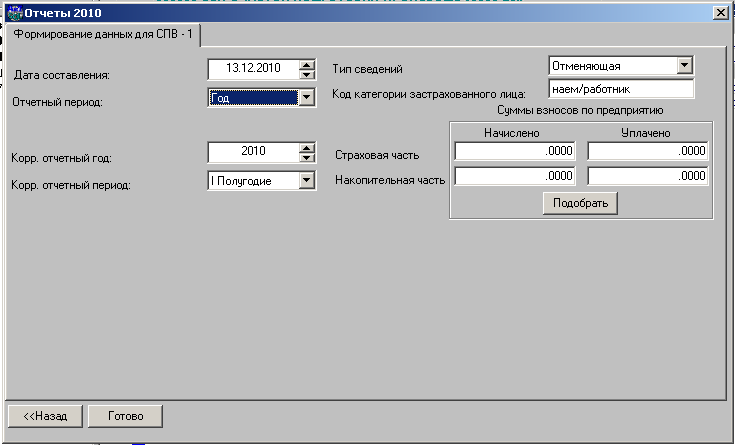 Отчеты 2010
Формирование данных для СПВ - 1
Дата составления: 13.12.2010 Тип сведений Отменяющая
Отчетный период: Год Код категории застрахованного лица: наем/работник
Суммы взносов по предприятию
Начислено Уплачено
Корр. отчетный год: 2010 Страховая часть .0000 .0000
Корр. отчетный период: I Полугодие Накопительная часть .0000 .0000
Подобрать
<<Назад Готово